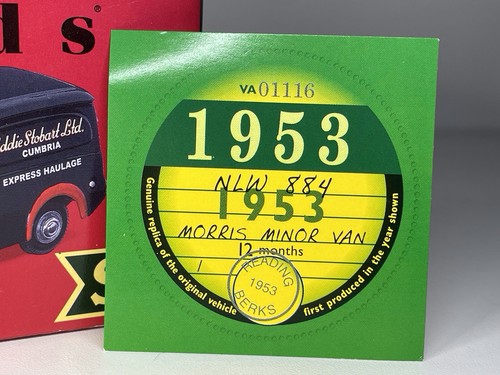 ds®
ddie Stobart Ltd.
CUMBRIA
EXPRESS HAULAGE
S
VA01116
1953
NLW 884
1953
MORRIS MINOR VAN
12 months
1
READING
1953
BERKS
Genuine replica of the original vehicle
first produced in the year shown